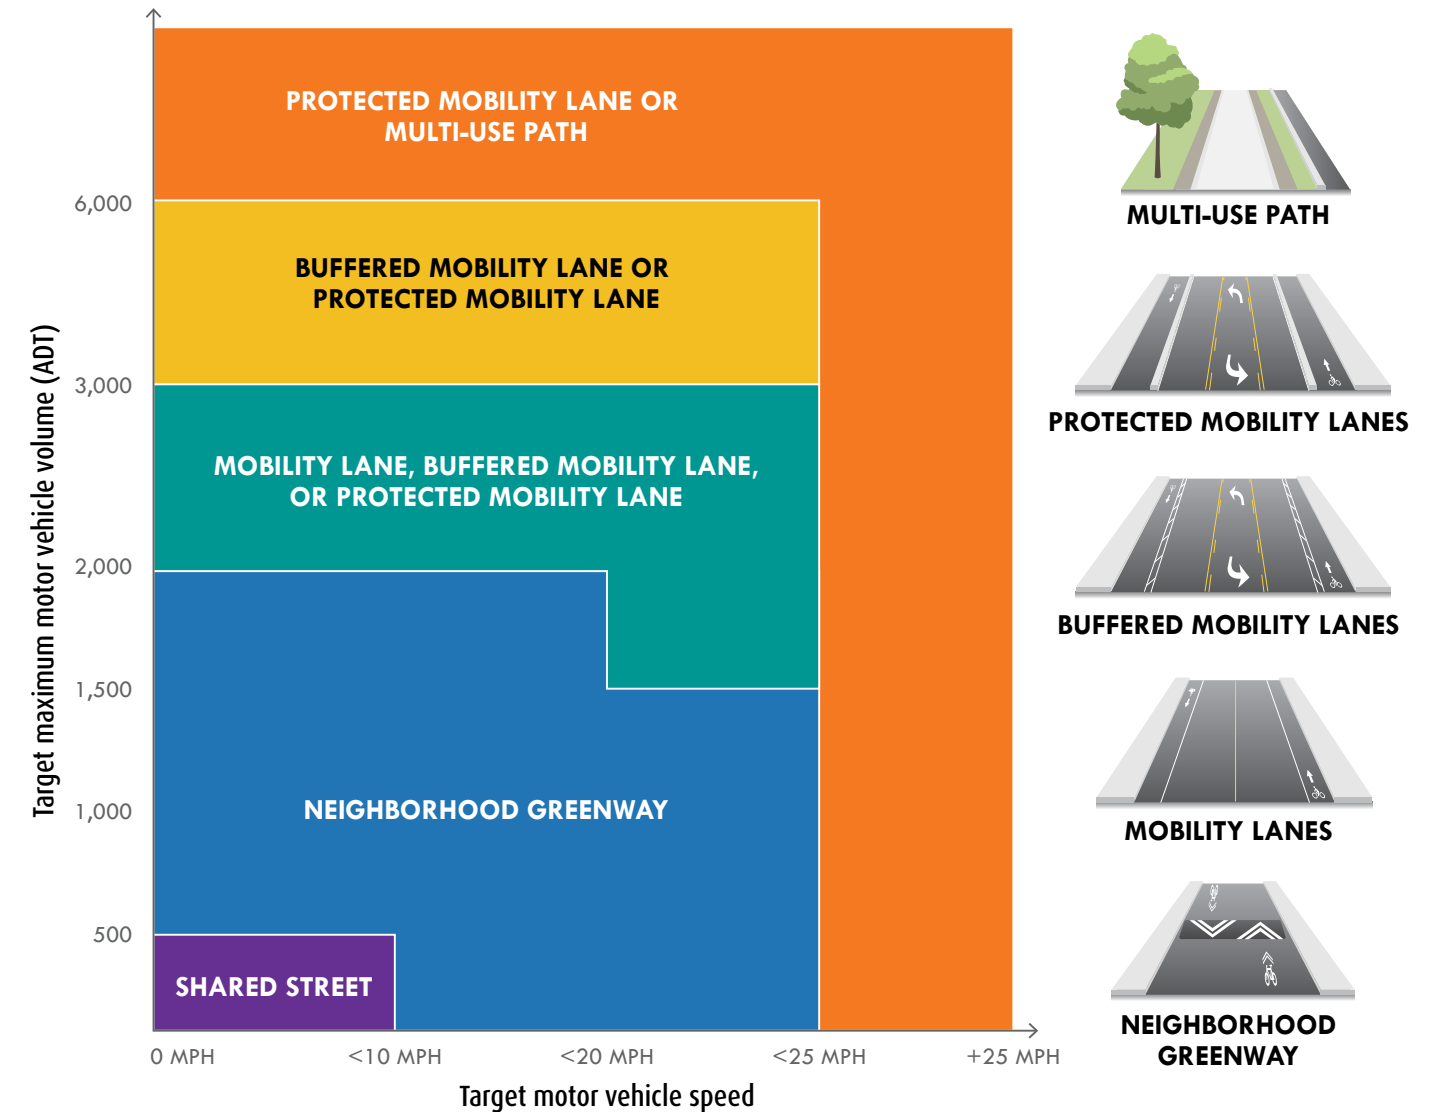 PROTECTED MOBILITY LANE OR
MULTI-USE PATH
BUFFERED MOBILITY LANE OR
PROTECTED MOBILITY LANE
MOBILITY LANE, BUFFERED MOBILITY LANE,
OR PROTECTED MOBILITY LANE
NEIGHBORHOOD GREENWAY
SHARED STREET
Target maximum motor vehicle volume (ADT)
6,000
3,000
2,000
1,500
1,000
500
0 MPH
<10 MPH
<20 MPH
<25 MPH
+25 MPH
Target motor vehicle speed
MULTI-USE PATH
PROTECTED MOBILITY LANES
BUFFERED MOBILITY LANES
MOBILITY LANES
NEIGHBORHOOD
GREENWAY